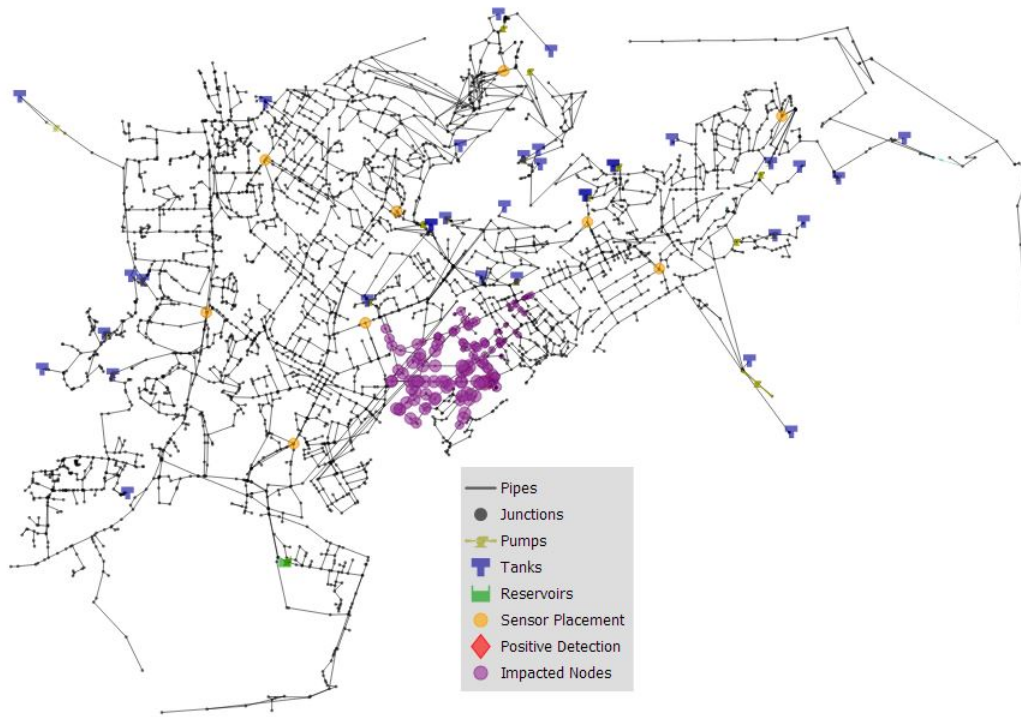 Pipes
Junctions
Pumps
Tanks
Reservoirs
Sensor Placement
Positive Detection
Impacted Nodes